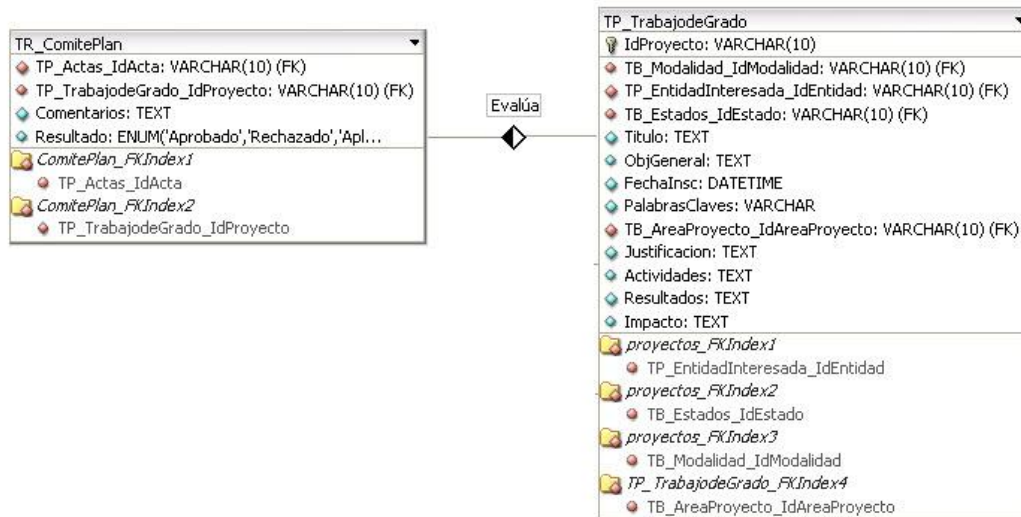 TR_ComitePlan
TP_Actas_IdActa: VARCHAR(10) (FK)
TP_TrabajodeGrado_IdProyecto: VARCHAR(10) (FK)
Comentarios: TEXT
Resultado: ENUM('Aprobado','Rechazado','Apl...
ComitePlan_FKIndex1
TP_Actas_IdActa
ComitePlan_FKIndex2
TP_TrabajodeGrado_IdProyecto
Evalúa
TP_TrabajodeGrado
IdProyecto: VARCHAR(10)
TB_Modalidad_IdModalidad: VARCHAR(10) (FK)
TP_EntidadInteresada_IdEntidad: VARCHAR(10) (FK)
TB_Estados_IdEstado: VARCHAR(10) (FK)
Titulo: TEXT
ObjGeneral: TEXT
FechaInsc: DATETIME
PalabrasClaves: VARCHAR
TB_AreaProyecto_IdAreaProyecto: VARCHAR(10) (FK)
Justificacion: TEXT
Actividades: TEXT
Resultados: TEXT
Impacto: TEXT
proyectos_FKIndex1
TP_EntidadInteresada_IdEntidad
proyectos_FKIndex2
TB_Estados_IdEstado
proyectos_FKIndex3
TB_Modalidad_IdModalidad
TP_TrabajodeGrado_FKIndex4
TB_AreaProyecto_IdAreaProyecto